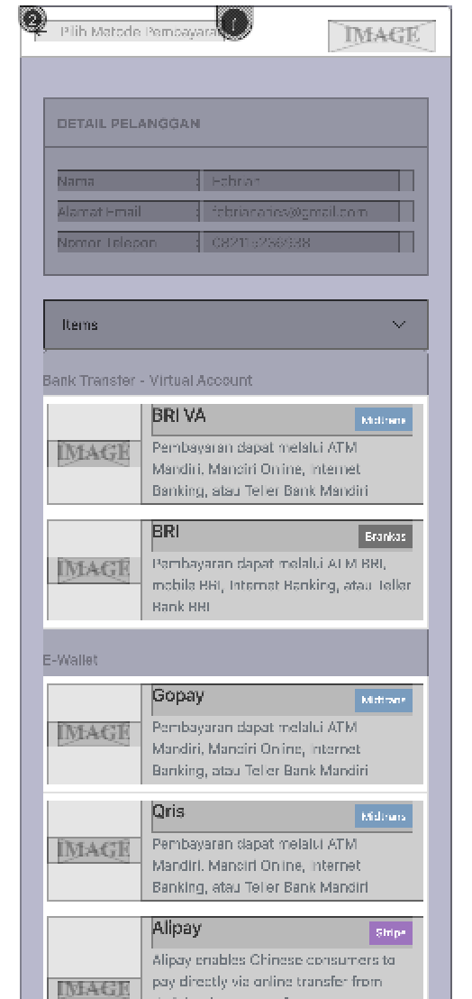 2
Pilih Metode Pembayaran
IMAGE
DETAIL PELANGGAN
Nama : Febrian
Alamat Email : febrianaries@gmail.com
Nomor Telepon :
Items
Bank Transfer - Virtual Account
IMAGE
BRI VA
Midtrans
Pembayaran dapat melalui ATM
Mandiri, Mandiri Online, Internet
Banking, atau Teller Bank Mandiri
IMAGE
BRI
Brankas
Pembayaran dapat melalui ATM BRI,
mobile BRI, Internet Banking, atau Teller
Bank BRI
E-Wallet
IMAGE
Gopay
Midtrans
Pembayaran dapat melalui ATM
Mandiri, Mandiri Online, Internet
Banking, atau Teller Bank Mandiri
IMAGE
Qris
Midtrans
Pembayaran dapat melalui ATM
Mandiri, Mandiri Online, Internet
Banking, atau Teller Bank Mandiri
IMAGE
Alipay
Stripe
Alipay enables Chinese consumers to
pay directly via online transfer from